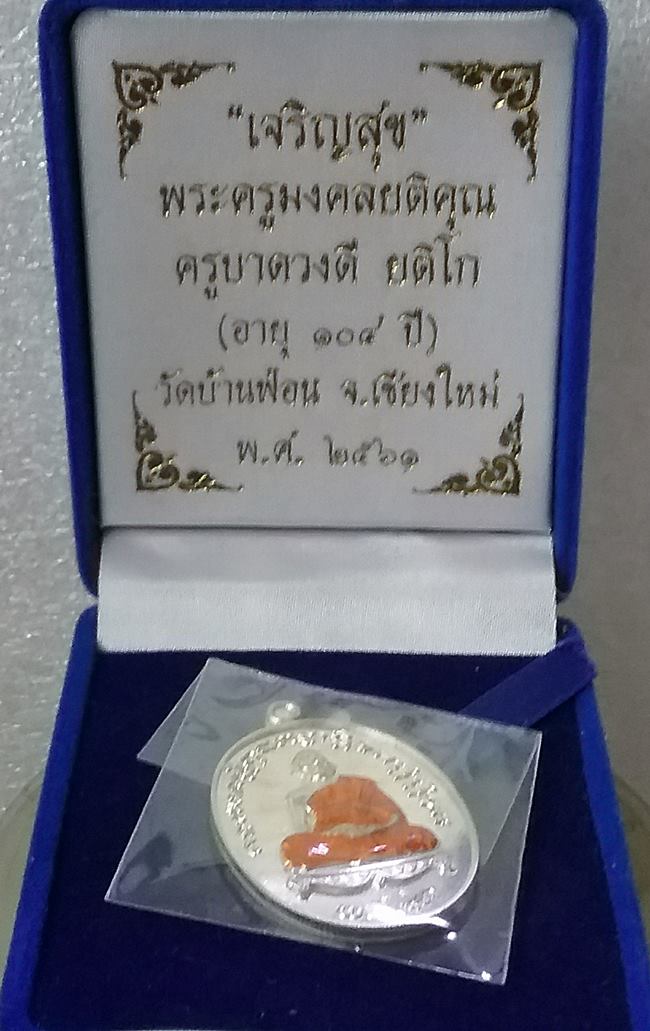 "เจริญสุข"
พระครูมงคลยติคุณ
ครูบาดวงดี ยติโก
(อายุ ๑๐๔ ปี)
วัดบ้านฟ่อน จ.เชียงใหม่
พ.ศ. ๒๕๖๑